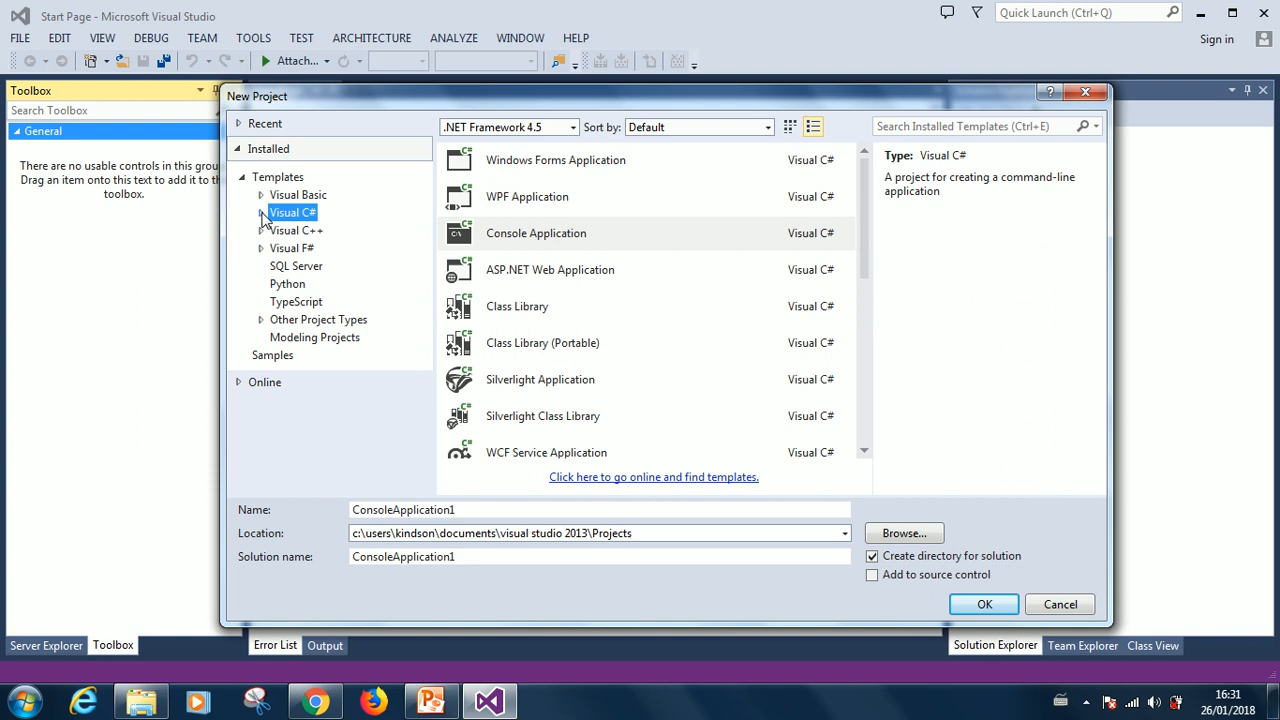 Start Page - Microsoft Visual Studio
Quick Launch (Ctrl+Q)
FILE EDIT VIEW DEBUG TEAM TOOLS TEST ARCHITECTURE ANALYZE WINDOW HELP
Sign in
Attach...
Toolbox
Search Toolbox
General
There are no usable controls in this grou
Drag an item onto this text to add it to th
toolbox.
New Project
Recent
Installed
Templates
Visual Basic
Visual C#
Visual C++
Visual F#
SQL Server
Python
TypeScript
Other Project Types
Modeling Projects
Samples
Online
.NET Framework 4.5 Sort by: Default
Windows Forms Application Visual C#
WPF Application Visual C#
Console Application Visual C#
ASP.NET Web Application Visual C#
Class Library Visual C#
Class Library (Portable) Visual C#
Silverlight Application Visual C#
Silverlight Class Library Visual C#
WCF Service Application Visual C#
Click here to go online and find templates.
Search Installed Templates (Ctrl+E)
Type: Visual C#
A project for creating a command-line
application
Name: ConsoleApplication1
Location: c:\users\kindson\documents\visual studio 2013\Projects
Browse...
Solution name: ConsoleApplication1
Create directory for solution
Add to source control
OK Cancel
Server Explorer Toolbox
Error List Output
Solution Explorer Team Explorer Class View
16:31
26/01/2018